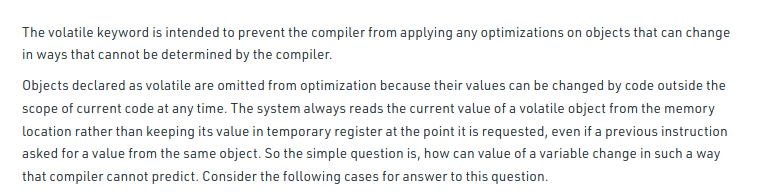 The volatile keyword is intended to prevent the compiler from applying any optimizations on objects that can change
in ways that cannot be determined by the compiler.
Objects declared as volatile are omitted from optimization because their values can be changed by code outside the
scope of current code at any time. The system always reads the current value of a volatile object from the memory
location rather than keeping its value in temporary register at the point it is requested, even if a previous instruction
asked for a value from the same object. So the simple question is, how can value of a variable change in such a way
that compiler cannot predict. Consider the following cases for answer to this question.